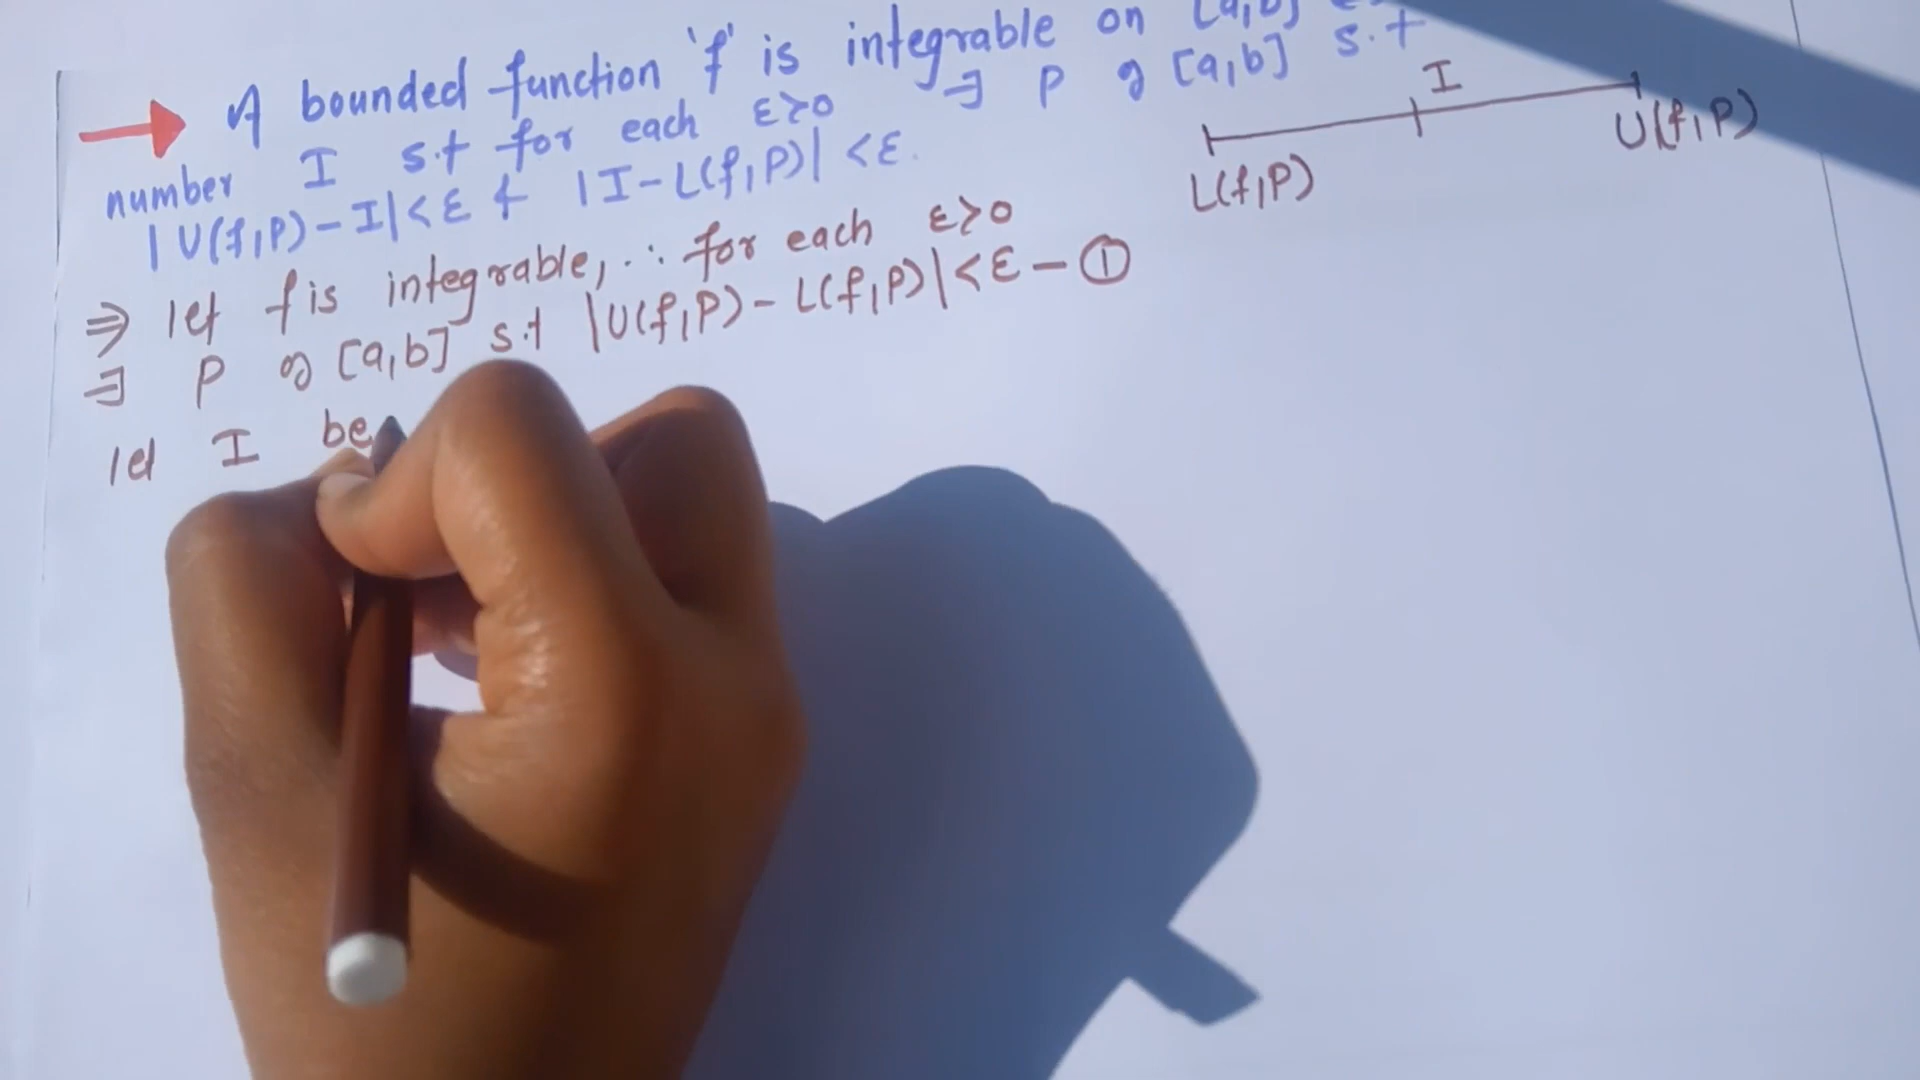 A bounded function 'f' is integrable on [a,b]
number I s.t for each ε>0 ∃ P of [a,b] s.t
|U(f,P)-I|<ε & |I-L(f,P)|<ε.
I
L(f,P) U(f,P)
⇒ let f is integrable, ∴ for each ε>0
∃ P of [a,b] s.t |U(f,P)-L(f,P)|<ε - ①
let I be